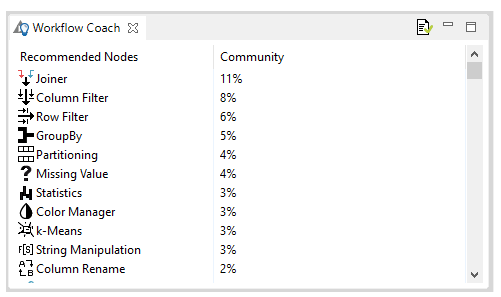 Workflow Coach
Recommended Nodes Community
Joiner 11%
Column Filter 8%
Row Filter 6%
GroupBy 5%
Partitioning 4%
? Missing Value 4%
Statistics 3%
Color Manager 3%
k-Means 3%
F[S] String Manipulation 3%
A B Column Rename 2%